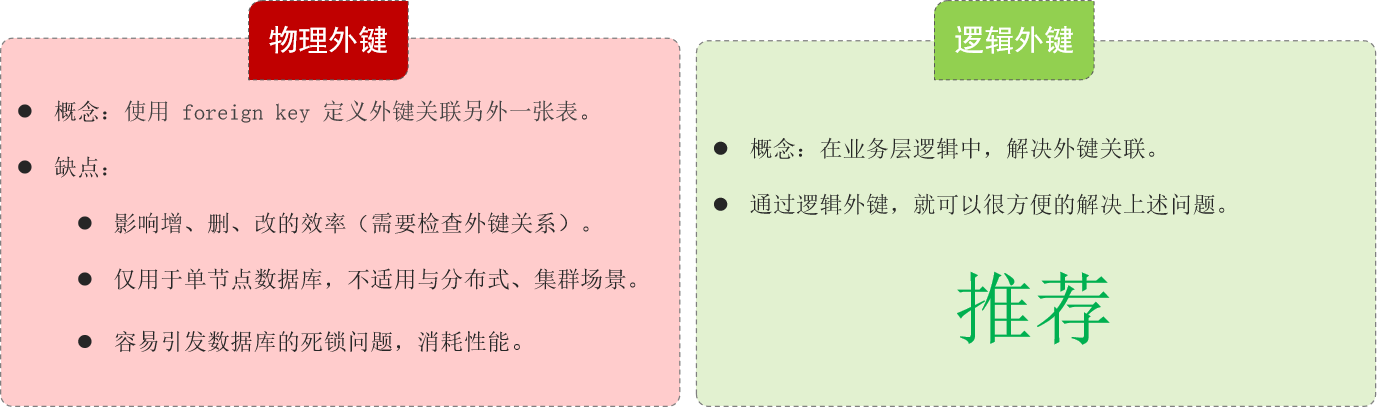 物理外键
概念：使用 foreign key 定义外键关联另外一张表。
缺点：
影响增、删、改的效率（需要检查外键关系）。
仅用于单节点数据库，不适用与分布式、集群场景。
容易引发数据库的死锁问题，消耗性能。
逻辑外键
概念：在业务层逻辑中，解决外键关联。
通过逻辑外键，就可以很方便的解决上述问题。
推荐